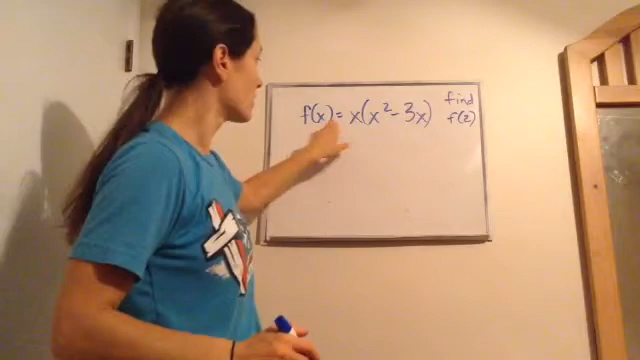 f(x) = x(x² - 3x)
find
f(2)